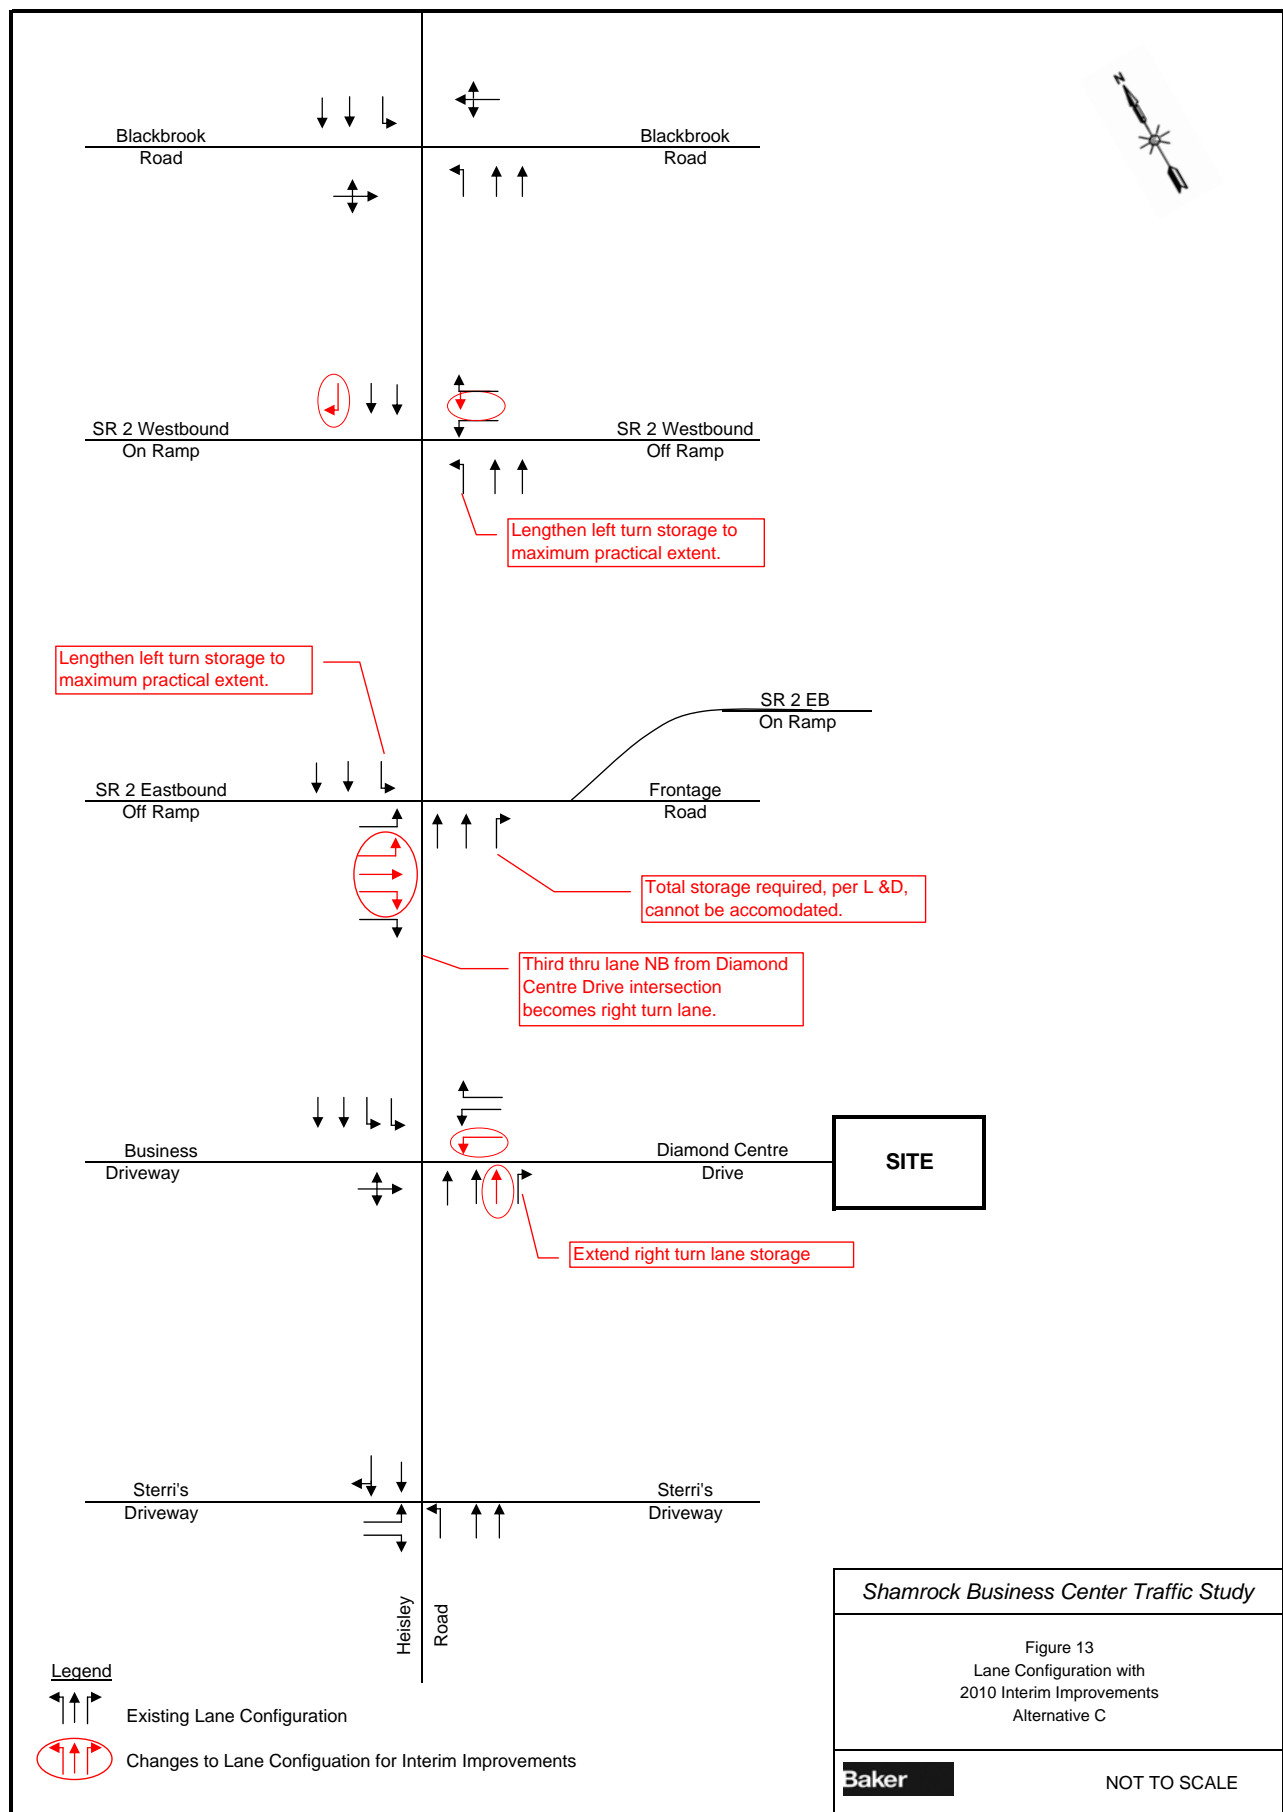 N
Blackbrook
Road
Blackbrook
Road
SR 2 Westbound
On Ramp
SR 2 Westbound
Off Ramp
Lengthen left turn storage to
maximum practical extent.
Lengthen left turn storage to
maximum practical extent.
SR 2 EB
On Ramp
SR 2 Eastbound
Off Ramp
Frontage
Road
Total storage required, per L &D,
cannot be accomodated.
Third thru lane NB from Diamond
Centre Drive intersection
becomes right turn lane.
Business
Driveway
Diamond Centre
Drive
SITE
Extend right turn lane storage
Sterri's
Driveway
Sterri's
Driveway
Heisley
Road
Legend
Existing Lane Configuration
Changes to Lane Configuation for Interim Improvements
Shamrock Business Center Traffic Study
Figure 13
Lane Configuration with
2010 Interim Improvements
Alternative C
Baker
NOT TO SCALE